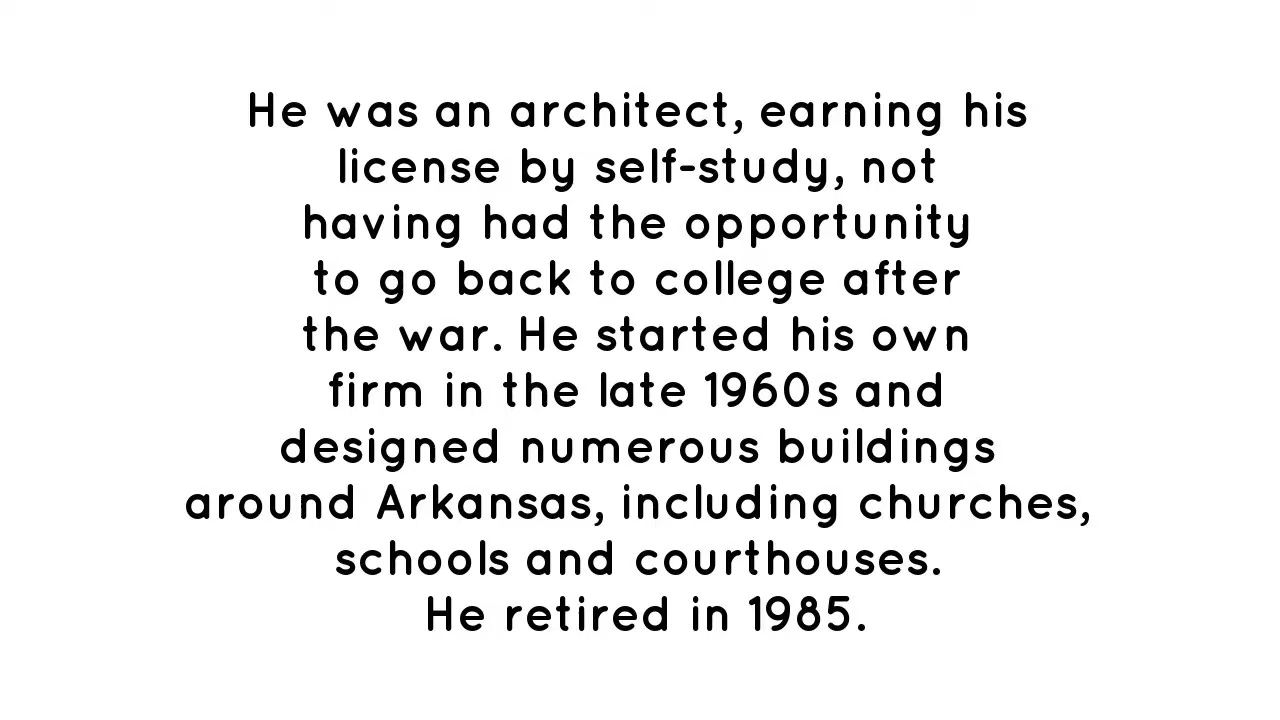 He was an architect, earning his
license by self-study, not
having had the opportunity
to go back to college after
the war. He started his own
firm in the late 1960s and
designed numerous buildings
around Arkansas, including churches,
schools and courthouses.
He retired in 1985.